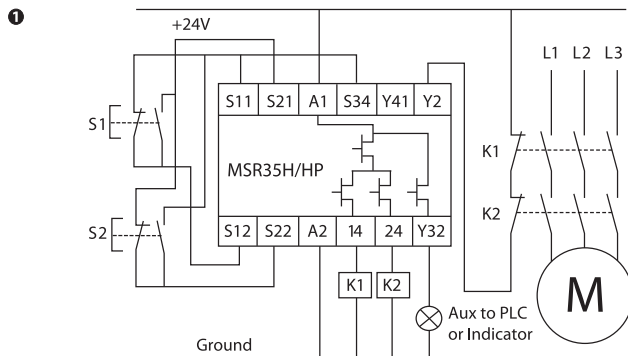 1
+24V
L1 L2 L3
S11 S21 A1 S34 Y41 Y2
S1
K1
MSR35H/HP
K2
S2
S12 S22 A2 14 24 Y32
K1 K2
M
Aux to PLC
or Indicator
Ground